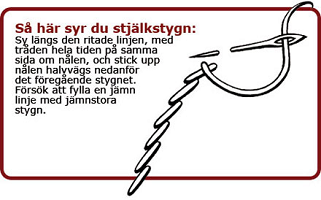 Så här syr du stjälkstygn:
Sy längs den ritade linjen, med
tråden hela tiden på samma
sida om nålen, och stick upp
nålen halvvägs nedanför
det föregående stygnet.
Försök att fylla en jämn
linje med jämnstora
stygn.